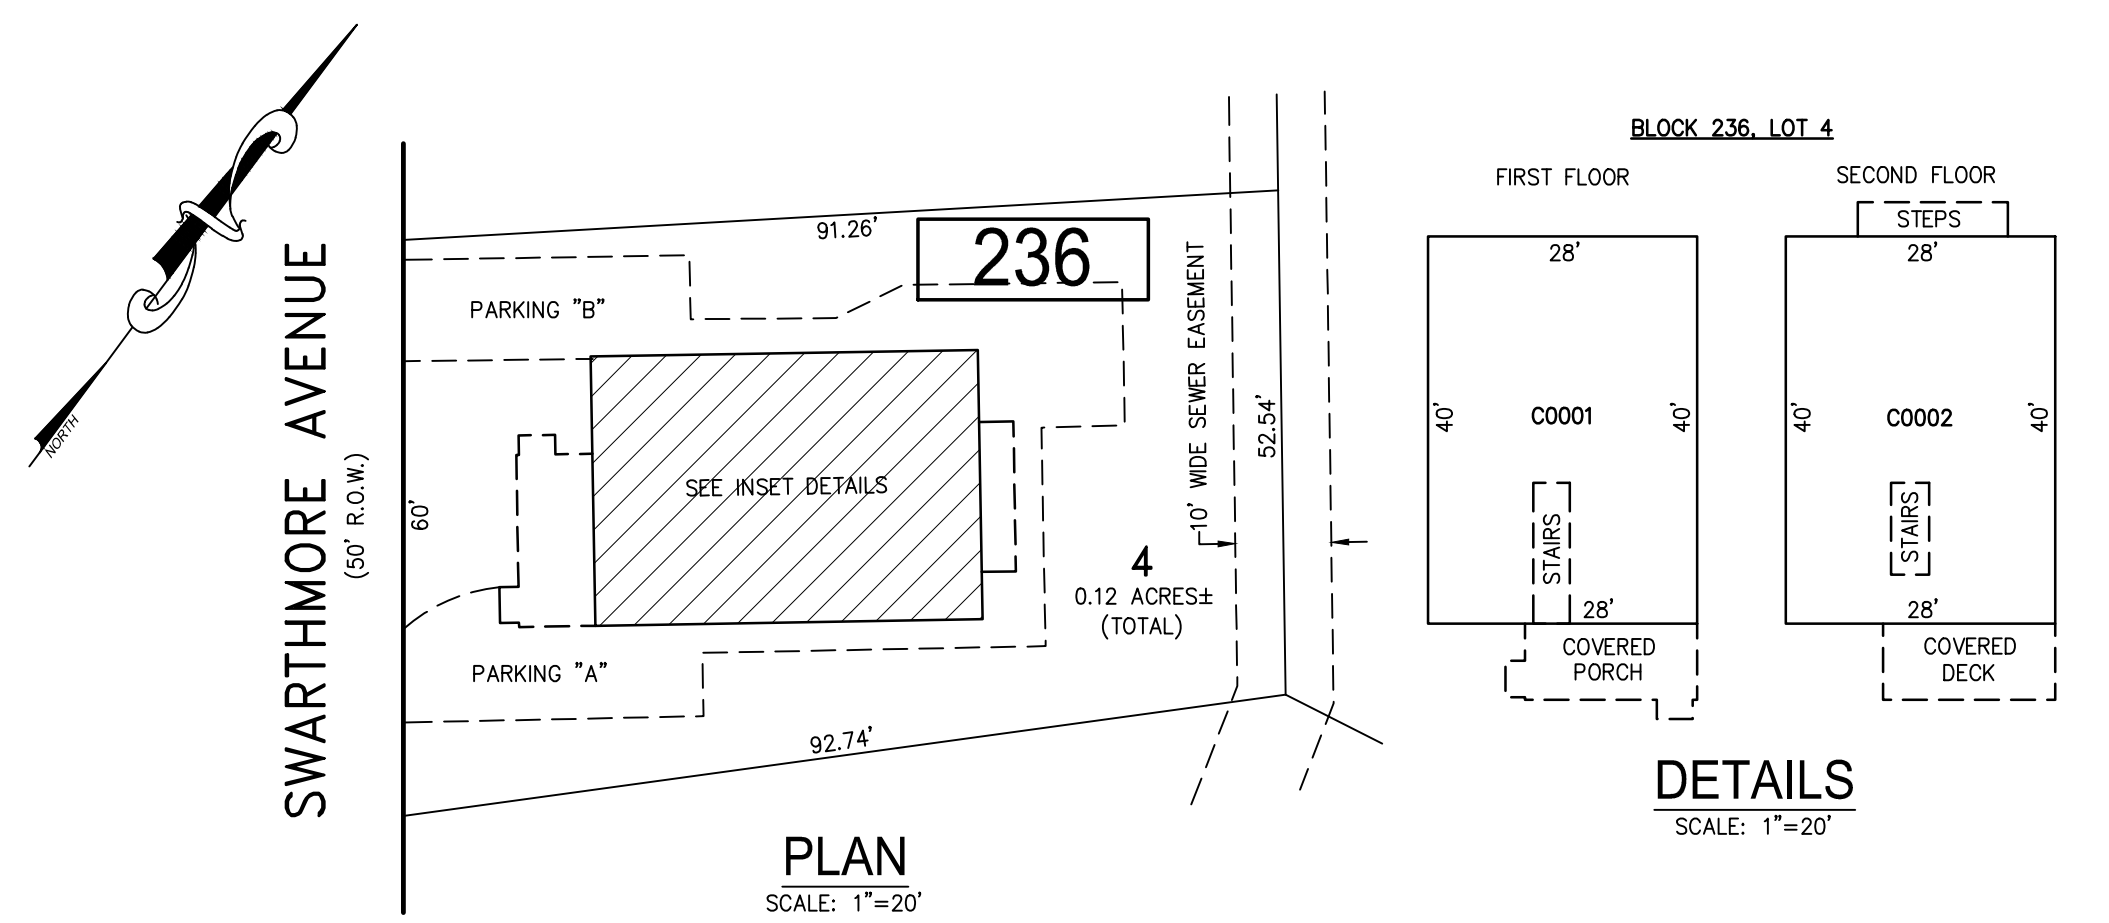 NORTH
SWARTHMORE AVENUE
(50' R.O.W.)
60'
91.26'
236
PARKING "B"
SEE INSET DETAILS
10' WIDE SEWER EASEMENT
52.54'
4
0.12 ACRES±
(TOTAL)
PARKING "A"
92.74'
PLAN
SCALE: 1"=20'
BLOCK 236, LOT 4
FIRST FLOOR
28'
40'
C0001
40'
STAIRS
28'
COVERED
PORCH
SECOND FLOOR
STEPS
28'
40'
C0002
40'
STAIRS
28'
COVERED
DECK
DETAILS
SCALE: 1"=20'